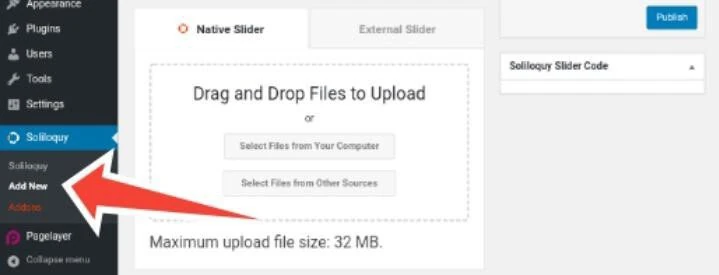 Appearance
Plugins
Users
Tools
Settings
Soliloquy
Soliloquy
Add New
Addons
Pagelayer
Collapse menu
Native Slider
External Slider
Drag and Drop Files to Upload
or
Select Files from Your Computer
Select Files from Other Sources
Maximum upload file size: 32 MB.
Publish
Soliloquy Slider Code